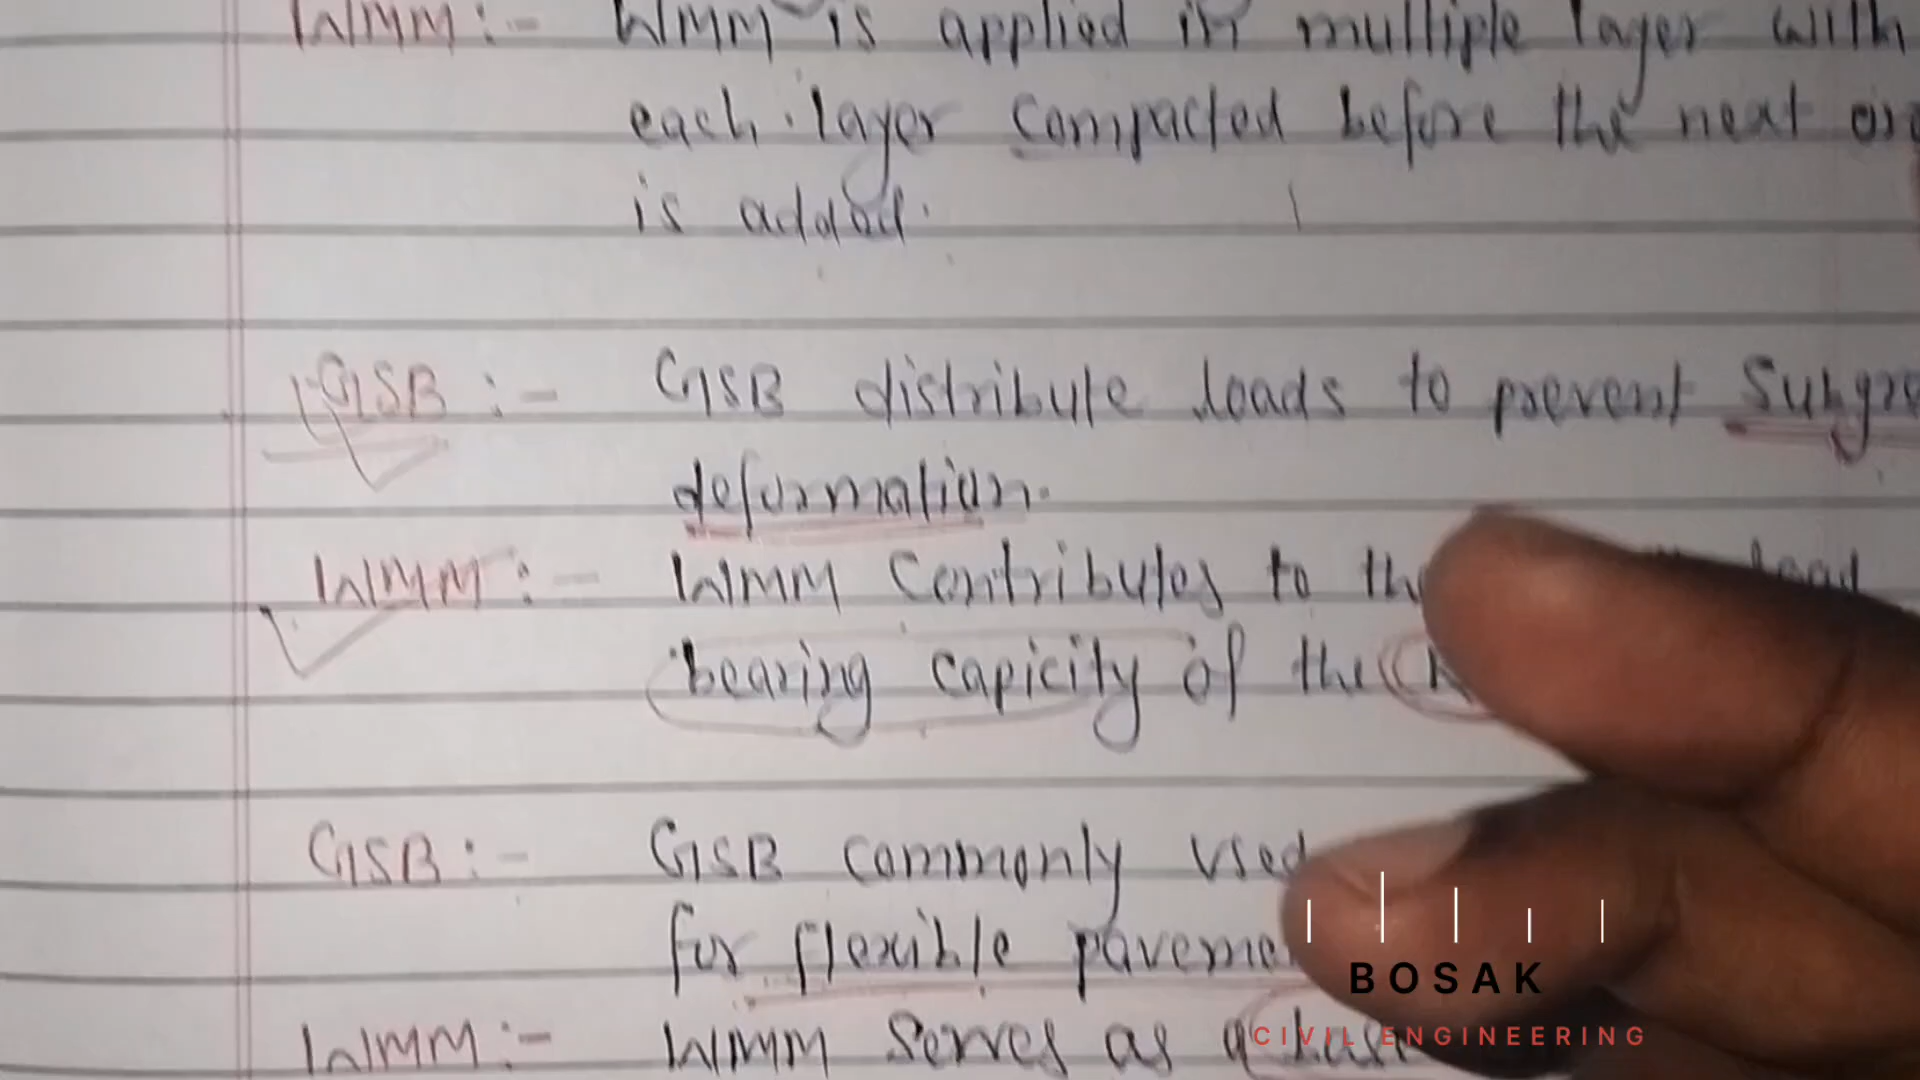 WMM:- WMM is applied in multiple layer with
each layer compacted before the next
is added.
GSB:- GSB distribute loads to prevent
deformation.
WMM:- WMM Contributes to load
bearing capicity of the
GSB:- GSB commonly used
for flexible
WMM:- WMM Serves as a
BOSAK
CIVIL ENGINEERING